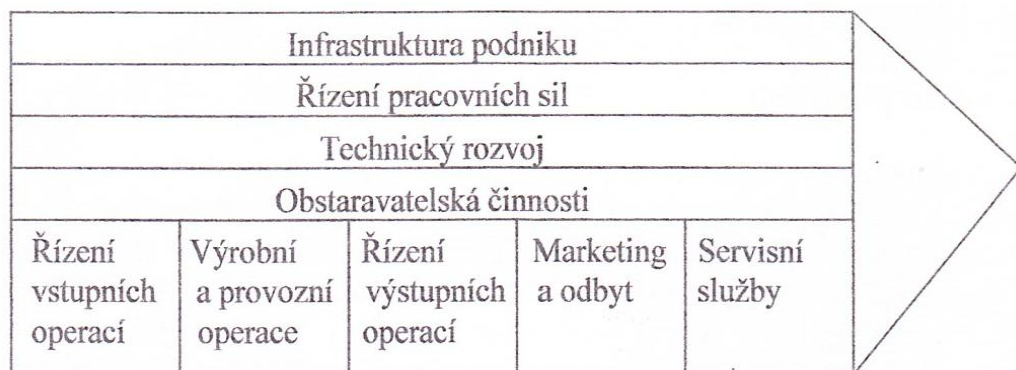 Infrastruktura podniku
Řízení pracovních sil
Technický rozvoj
Obstaravatelská činnosti
Řízení
vstupních
operací
Výrobní
a provozní
operace
Řízení
výstupních
operací
Marketing
a odbyt
Servisní
služby